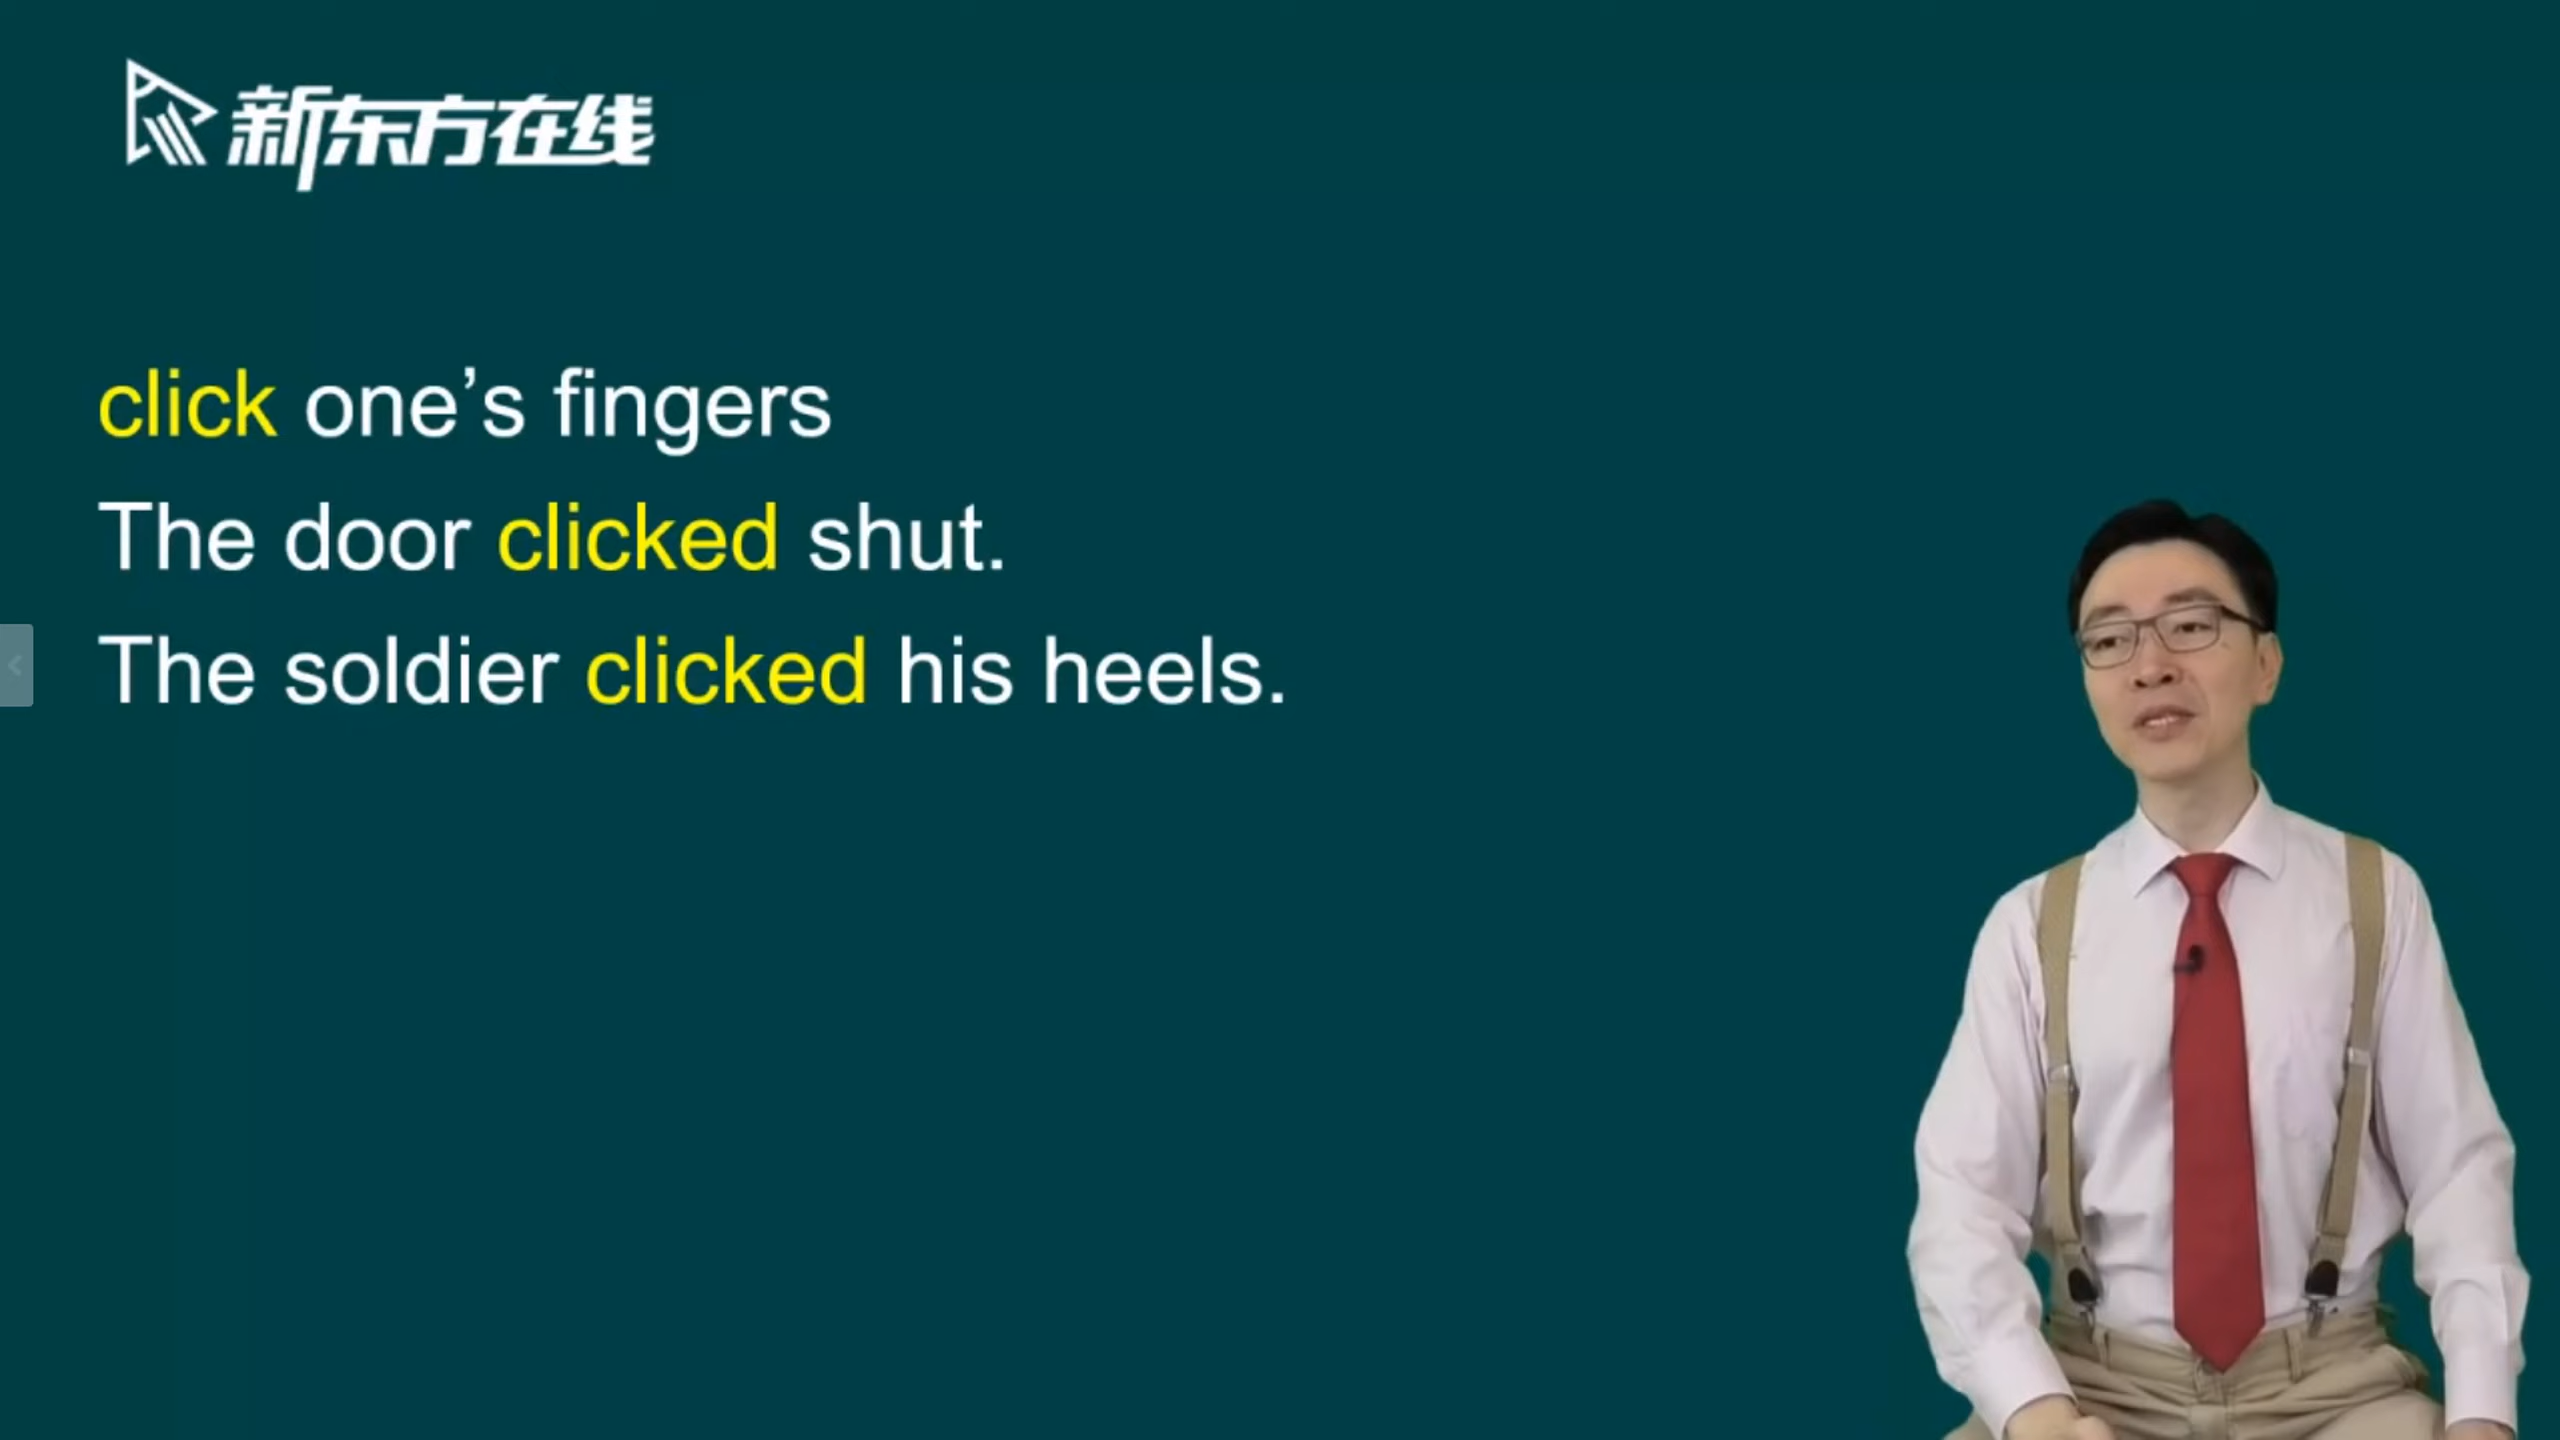 新东方在线
click one’s fingers
The door clicked shut.
The soldier clicked his heels.